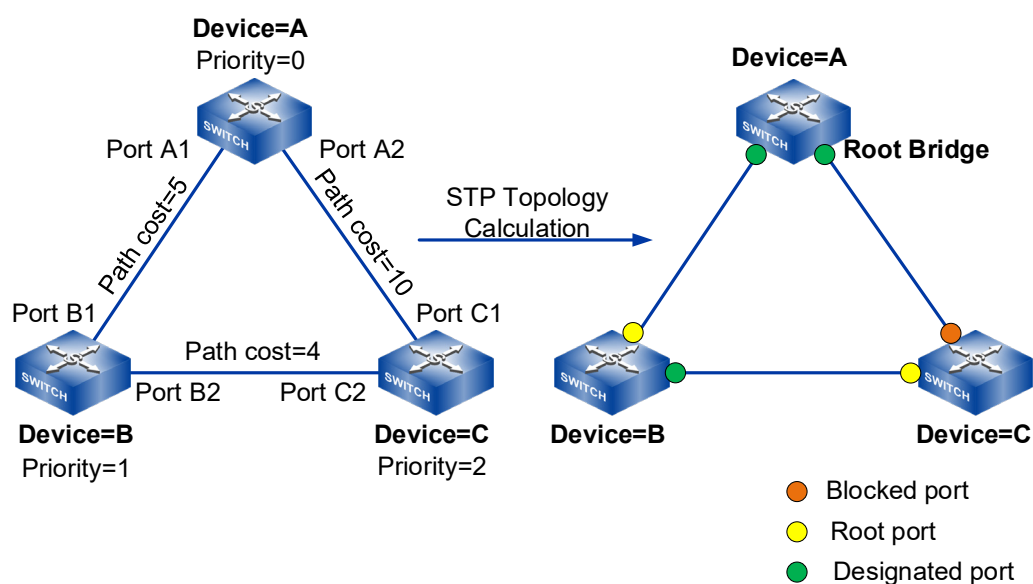 Device=A
Priority=0
SWITCH
Port A1
Port A2
Path cost=5
Path cost=10
Port B1
Port C1
Path cost=4
SWITCH
Port B2
Port C2
SWITCH
Device=B
Priority=1
Device=C
Priority=2
STP Topology
Calculation
Device=A
SWITCH
Root Bridge
SWITCH
SWITCH
Device=B
Device=C
Blocked port
Root port
Designated port